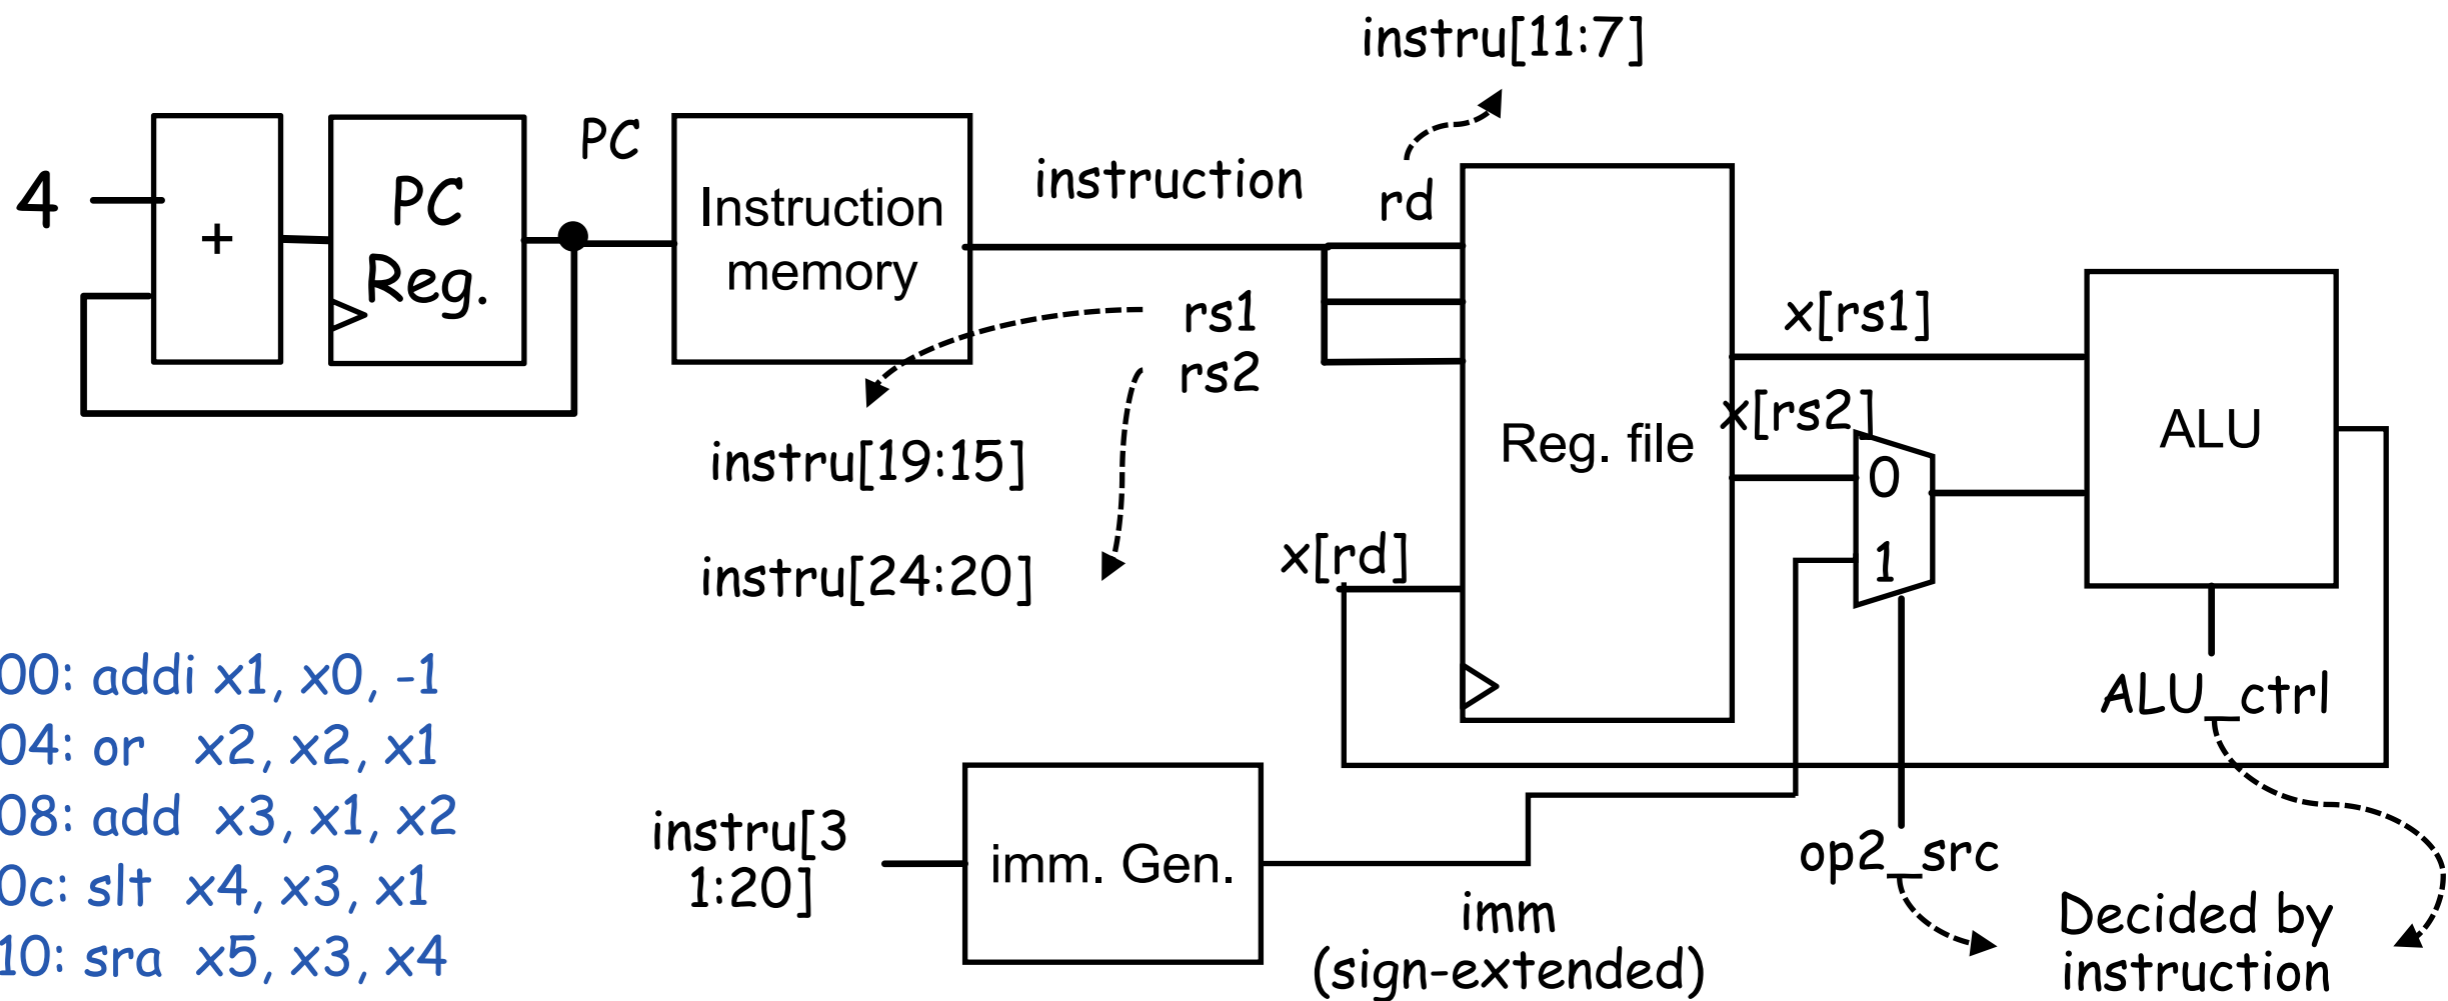 instru[11:7]
4
+
PC
Reg.
PC
Instruction
memory
instruction
rd
rs1
rs2
instru[19:15]
instru[24:20]
x[rd]
Reg. file
x[rs1]
x[rs2]
0
1
ALU
ALU_ctrl
00: addi x1, x0, -1
04: or x2, x2, x1
08: add x3, x1, x2
0c: slt x4, x3, x1
10: sra x5, x3, x4
instru[3
1:20]
imm. Gen.
imm
(sign-extended)
op2_src
Decided by
instruction